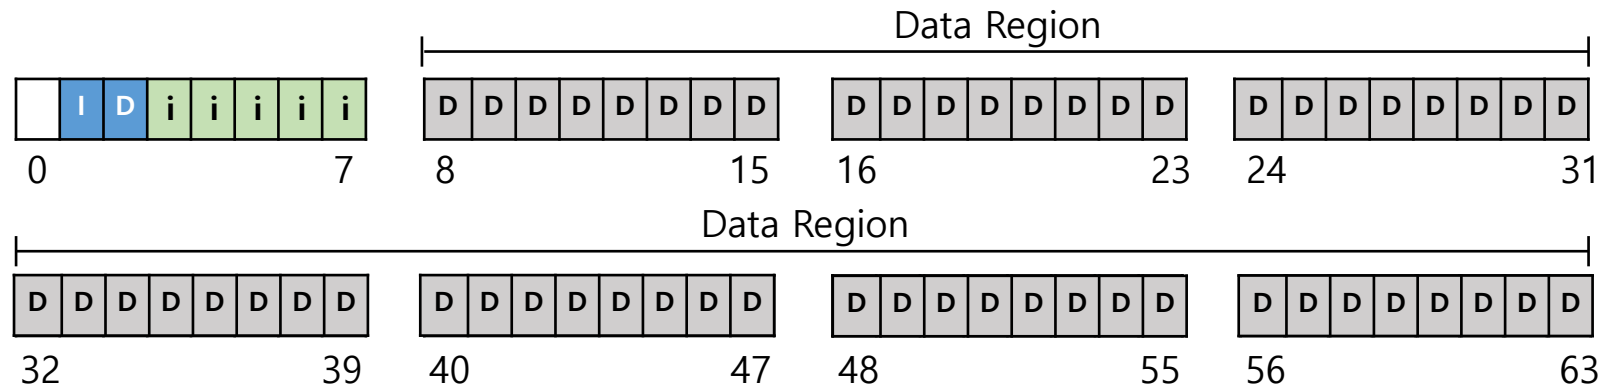 Data Region
I D i i i i i D D D D D D D D D D D D D D D D D D D D D D D D
0 7 8 15 16 23 24 31
Data Region
D D D D D D D D D D D D D D D D D D D D D D D D D D D D D D D D
32 39 40 47 48 55 56 63